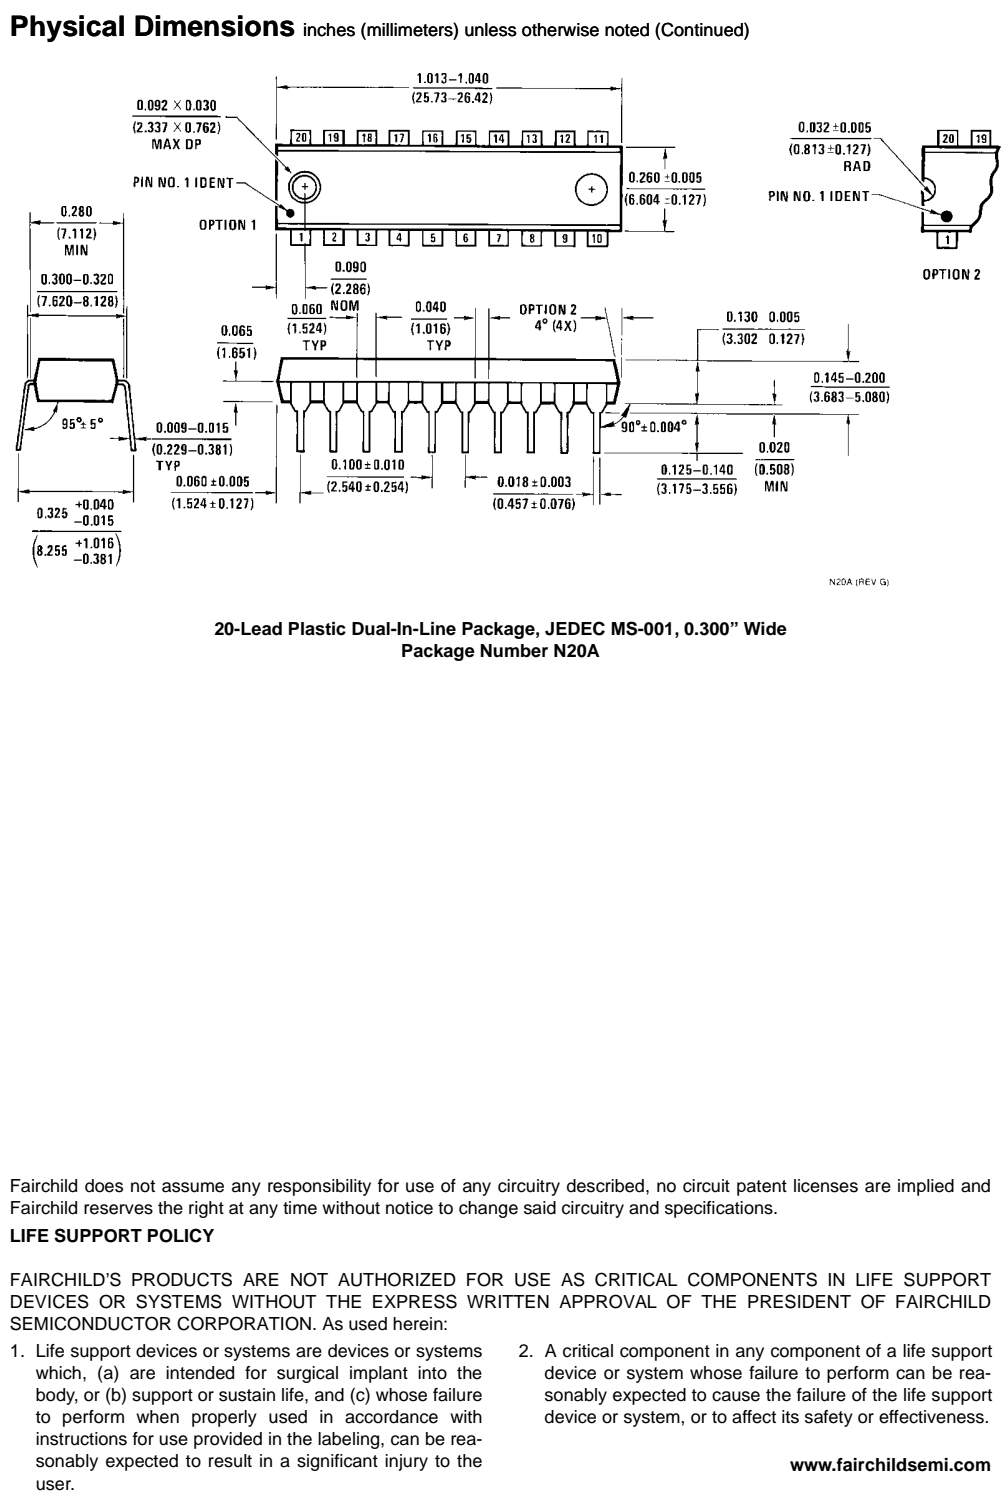 Physical Dimensions inches (millimeters) unless otherwise noted (Continued)
1.013–1.040
(25.73–26.42)
0.092 × 0.030
(2.337 × 0.762)
MAX DP
20 19 18 17 16 15 14 13 12 11
0.032 ±0.005
(0.813 ±0.127)
RAD
20 19
PIN NO. 1 IDENT
0.260 ±0.005
(6.604 ±0.127)
PIN NO. 1 IDENT
OPTION 1
1 2 3 4 5 6 7 8 9 10
1
OPTION 2
0.280
(7.112)
MIN
0.300–0.320
(7.620–8.128)
0.090
(2.286)
NOM
0.060
(1.524)
TYP
0.040
(1.016)
TYP
OPTION 2
4° (4X)
0.130 0.005
(3.302 0.127)
0.065
(1.651)
0.145–0.200
(3.683–5.080)
95°± 5°
0.009–0.015
(0.229–0.381)
TYP
90°±0.004°
0.020
(0.508)
MIN
0.125–0.140
(3.175–3.556)
0.100±0.010
(2.540±0.254)
0.018±0.003
(0.457±0.076)
0.060 ±0.005
(1.524±0.127)
0.325 +0.040
–0.015
(8.255 +1.016
–0.381)
N20A (REV G)
20-Lead Plastic Dual-In-Line Package, JEDEC MS-001, 0.300” Wide
Package Number N20A
Fairchild does not assume any responsibility for use of any circuitry described, no circuit patent licenses are implied and
Fairchild reserves the right at any time without notice to change said circuitry and specifications.
LIFE SUPPORT POLICY
FAIRCHILD’S PRODUCTS ARE NOT AUTHORIZED FOR USE AS CRITICAL COMPONENTS IN LIFE SUPPORT
DEVICES OR SYSTEMS WITHOUT THE EXPRESS WRITTEN APPROVAL OF THE PRESIDENT OF FAIRCHILD
SEMICONDUCTOR CORPORATION. As used herein:
1. Life support devices or systems are devices or systems
which, (a) are intended for surgical implant into the
body, or (b) support or sustain life, and (c) whose failure
to perform when properly used in accordance with
instructions for use provided in the labeling, can be rea-
sonably expected to result in a significant injury to the
user.
2. A critical component in any component of a life support
device or system whose failure to perform can be rea-
sonably expected to cause the failure of the life support
device or system, or to affect its safety or effectiveness.
www.fairchildsemi.com